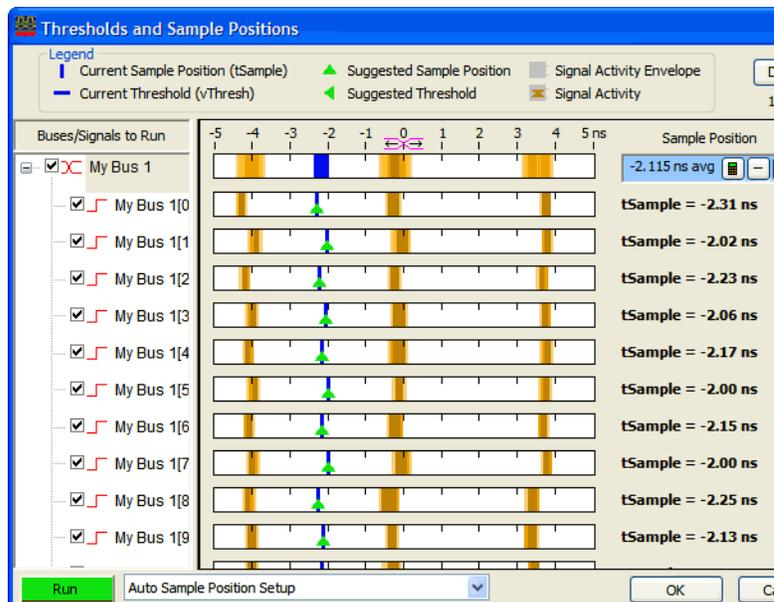 Thresholds and Sample Positions
Legend
Current Sample Position (tSample) Suggested Sample Position Signal Activity Envelope
Current Threshold (vThresh) Suggested Threshold Signal Activity
Buses/Signals to Run -5 -4 -3 -2 -1 0 1 2 3 4 5 ns Sample Position
My Bus 1 -2.115 ns avg
My Bus 1[0 tSample = -2.31 ns
My Bus 1[1 tSample = -2.02 ns
My Bus 1[2 tSample = -2.23 ns
My Bus 1[3 tSample = -2.06 ns
My Bus 1[4 tSample = -2.17 ns
My Bus 1[5 tSample = -2.00 ns
My Bus 1[6 tSample = -2.15 ns
My Bus 1[7 tSample = -2.00 ns
My Bus 1[8 tSample = -2.25 ns
My Bus 1[9 tSample = -2.13 ns
Run Auto Sample Position Setup OK